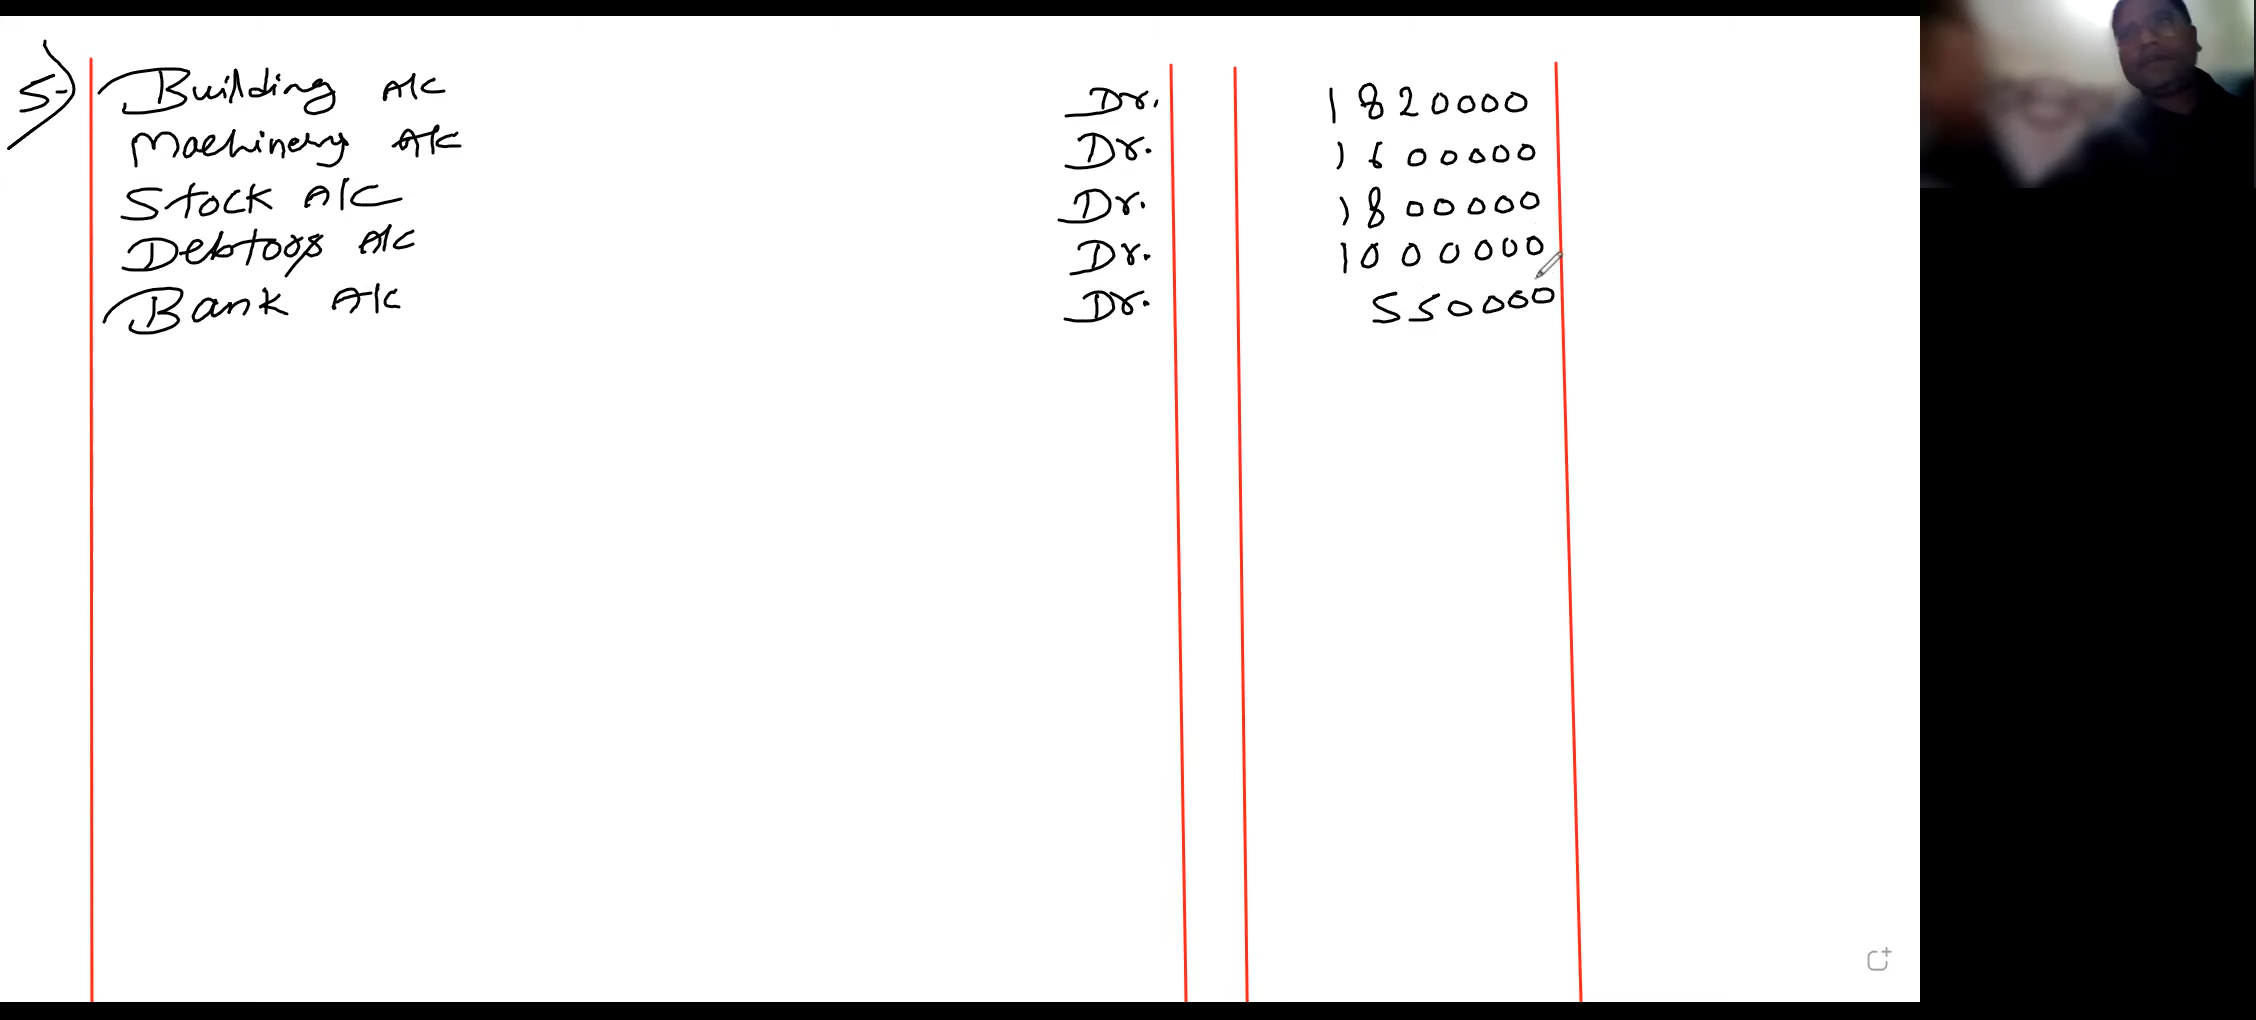 5) Building A/c Dr. 1820000
Machinery A/c Dr. 1600000
Stock A/C Dr. 1800000
Debtors A/c Dr. 1000000
Bank A/c Dr. 550000